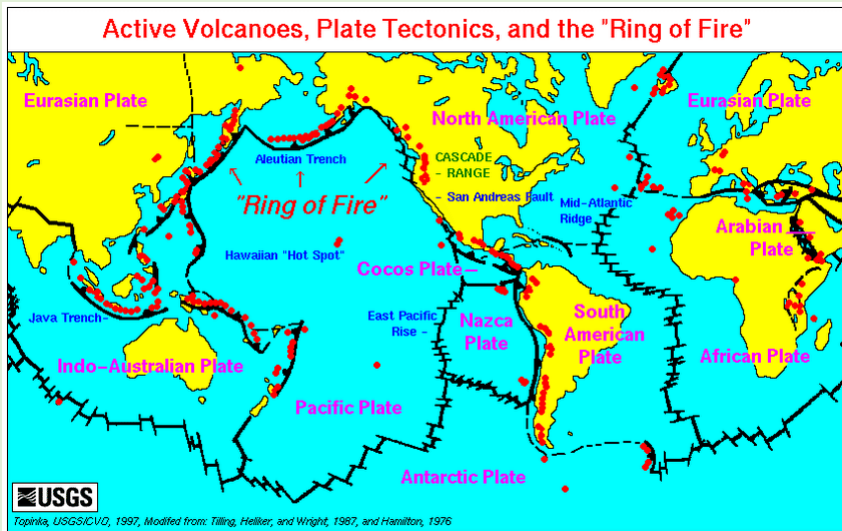 Active Volcanoes, Plate Tectonics, and the "Ring of Fire"
Eurasian Plate
North American Plate
Eurasian Plate
Aleutian Trench
CASCADE
- RANGE
"Ring of Fire"
- San Andreas Fault
Mid-Atlantic
Ridge
Arabian
Plate
Hawaiian "Hot Spot"
Cocos Plate
Java Trench
East Pacific
Rise -
Nazca
Plate
South
American
Plate
Indo-Australian Plate
African Plate
Pacific Plate
Antarctic Plate
USGS
Topinka, USGS/CVO, 1997, Modified from: Tilling, Heliker, and Wright, 1987, and Hamilton, 1976